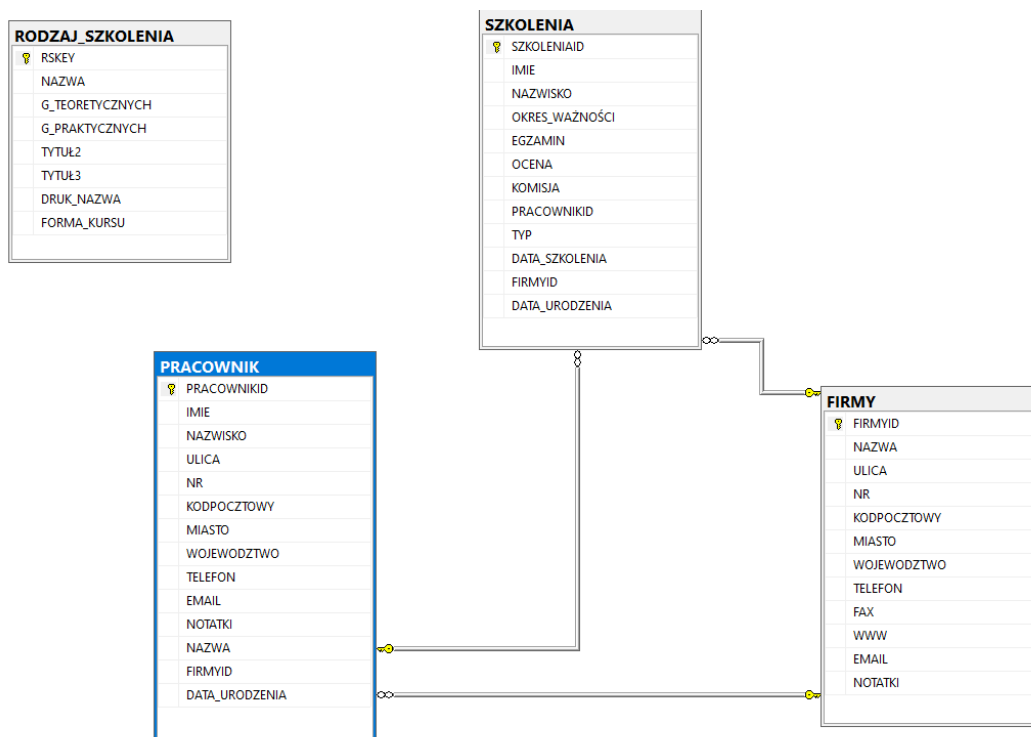 RODZAJ_SZKOLENIA
RSKEY
NAZWA
G_TEORETYCZNYCH
G_PRAKTYCZNYCH
TYTUŁ2
TYTUŁ3
DRUK_NAZWA
FORMA_KURSU
SZKOLENIA
SZKOLENIAID
IMIE
NAZWISKO
OKRES_WAŻNOŚCI
EGZAMIN
OCENA
KOMISJA
PRACOWNIKID
TYP
DATA_SZKOLENIA
FIRMYID
DATA_URODZENIA
PRACOWNIK
PRACOWNIKID
IMIE
NAZWISKO
ULICA
NR
KODPOCZTOWY
MIASTO
WOJEWODZTWO
TELEFON
EMAIL
NOTATKI
NAZWA
FIRMYID
DATA_URODZENIA
FIRMY
FIRMYID
NAZWA
ULICA
NR
KODPOCZTOWY
MIASTO
WOJEWODZTWO
TELEFON
FAX
WWW
EMAIL
NOTATKI